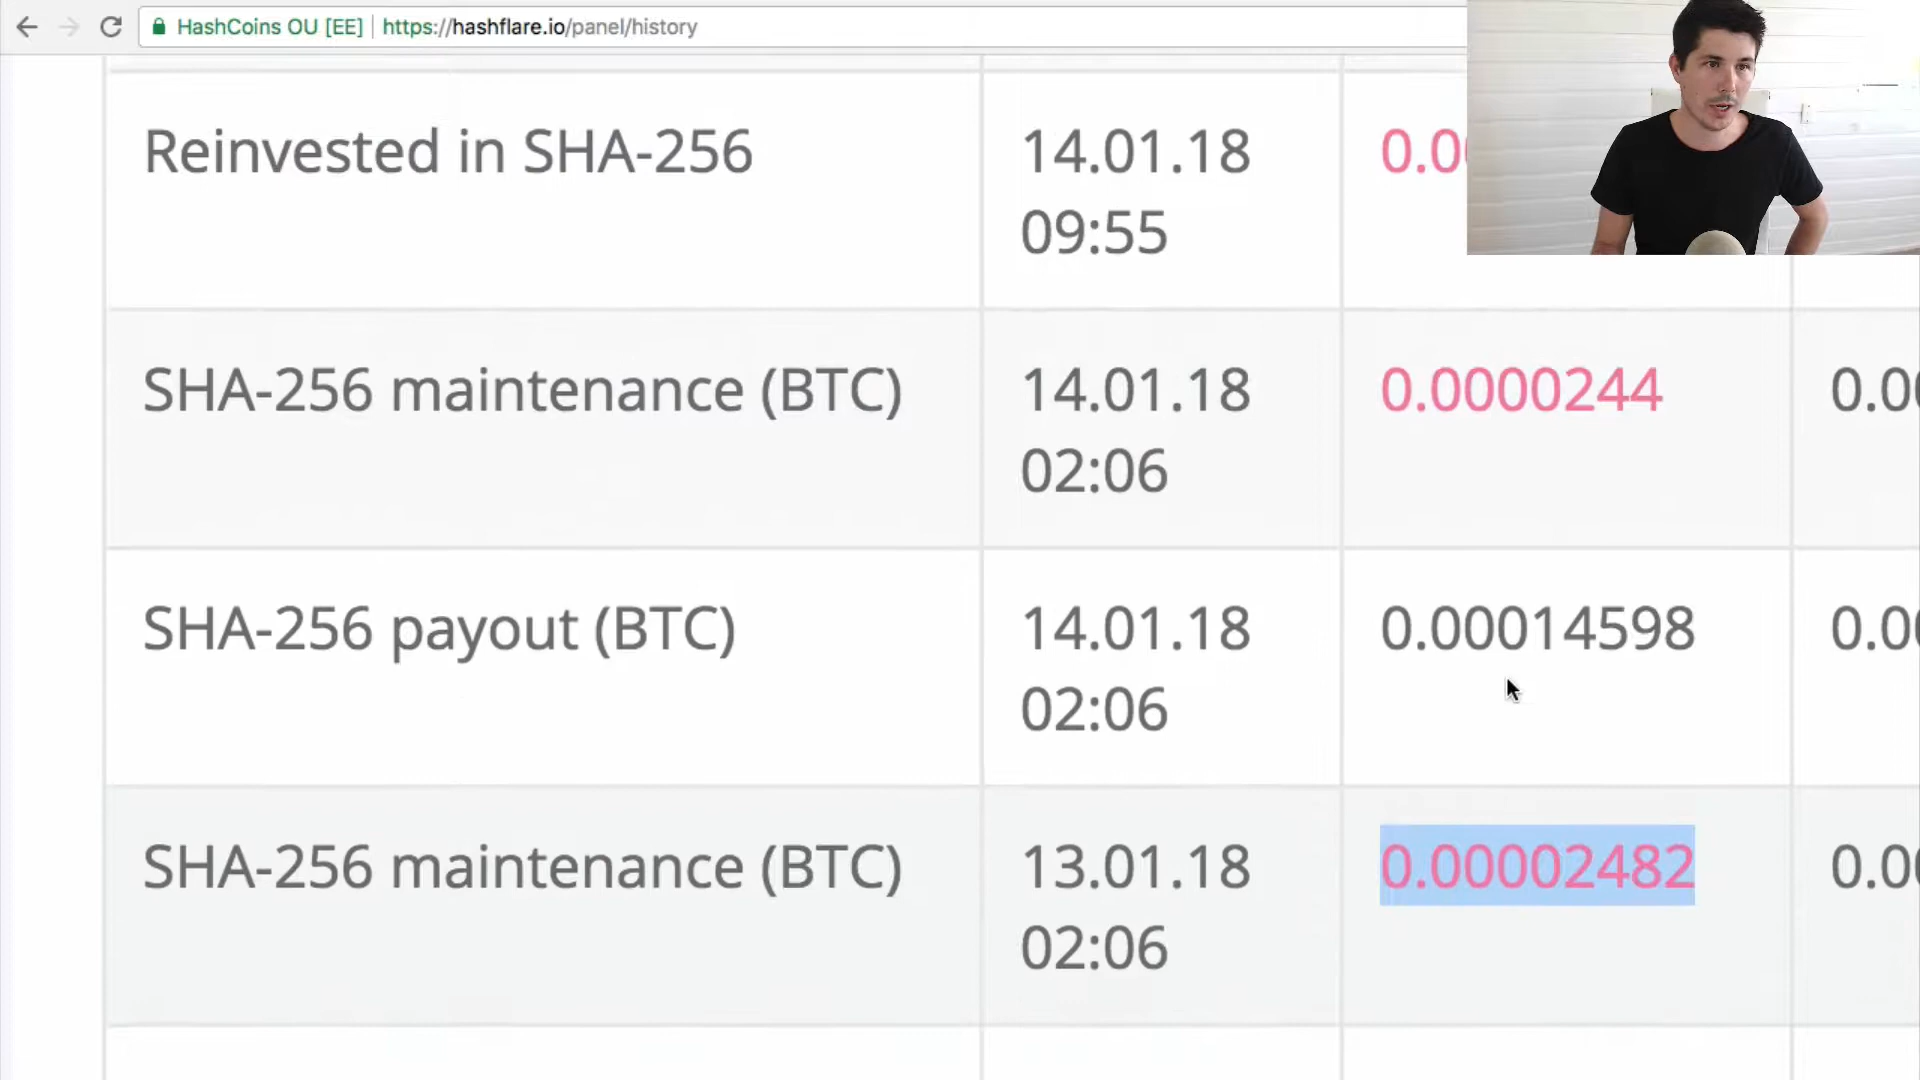 HashCoins OU [EE] https://hashflare.io/panel/history
Reinvested in SHA-256 14.01.18
09:55
SHA-256 maintenance (BTC) 14.01.18 0.0000244
02:06
SHA-256 payout (BTC) 14.01.18 0.00014598
02:06
SHA-256 maintenance (BTC) 13.01.18 0.00002482
02:06